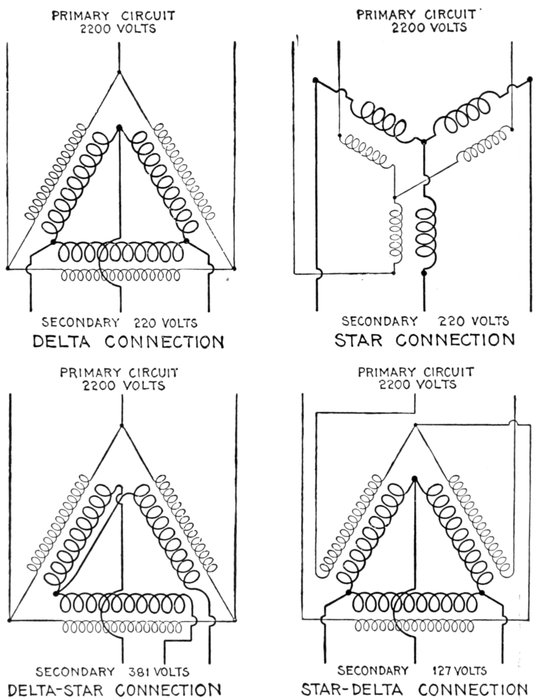 PRIMARY CIRCUIT
2200 VOLTS
SECONDARY 220 VOLTS
DELTA CONNECTION
PRIMARY CIRCUIT
2200 VOLTS
SECONDARY 220 VOLTS
STAR CONNECTION
PRIMARY CIRCUIT
2200 VOLTS
SECONDARY 381 VOLTS
DELTA-STAR CONNECTION
PRIMARY CIRCUIT
2200 VOLTS
SECONDARY 127 VOLTS
STAR-DELTA CONNECTION